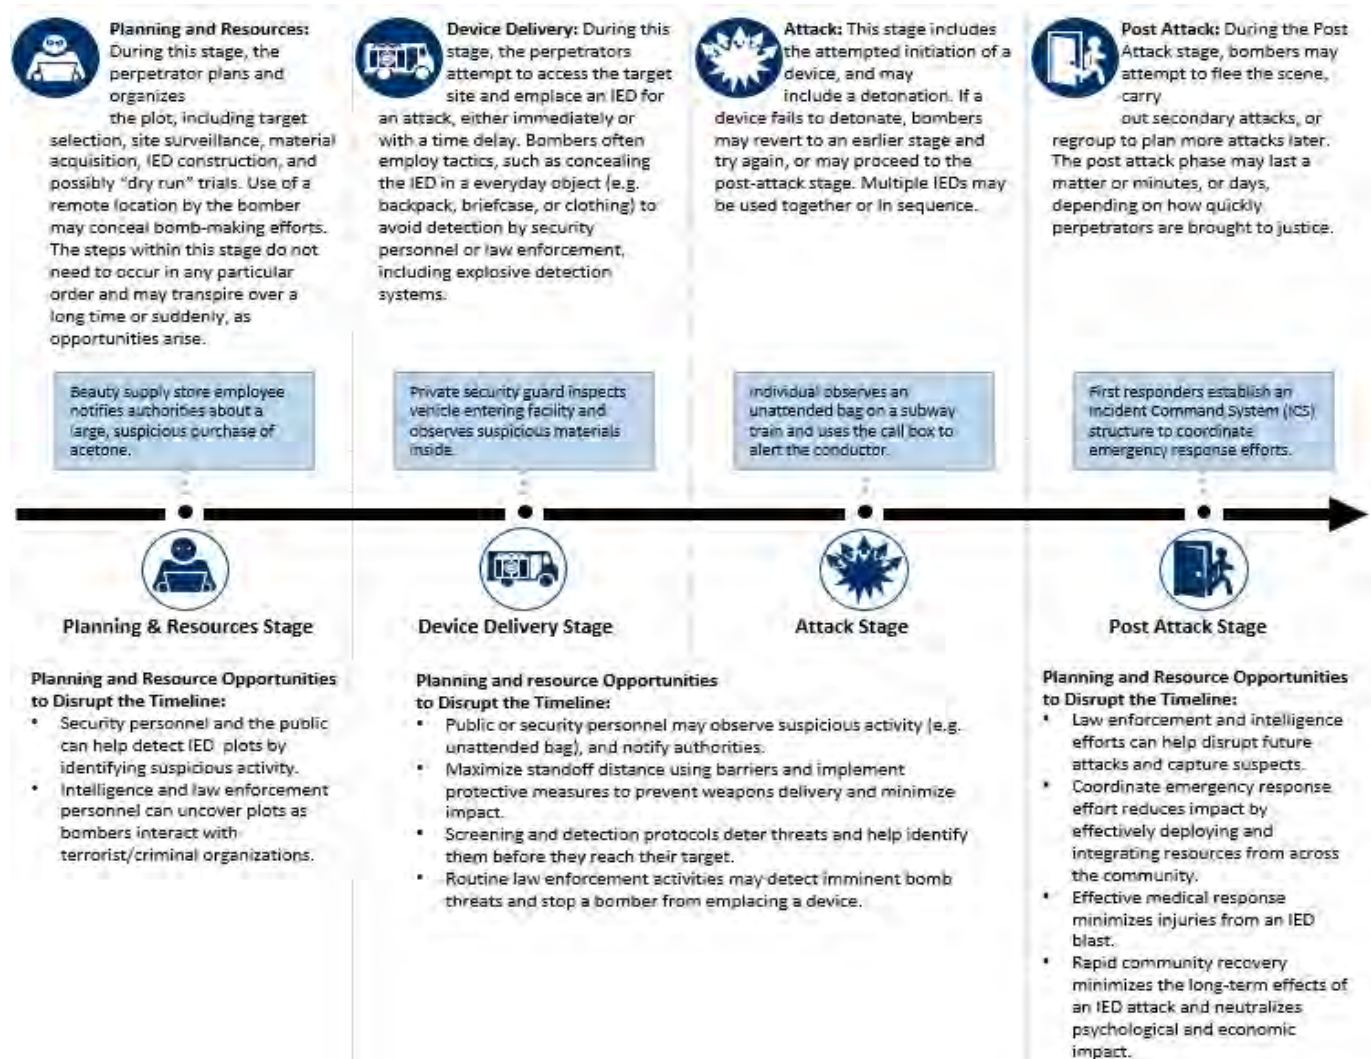 Planning and Resources:
During this stage, the
perpetrator plans and
organizes
the plot, including target
selection, site surveillance, material
acquisition, IED construction, and
possibly "dry run" trials. Use of a
remote location by the bomber
may conceal bomb-making efforts.
The steps within this stage do not
need to occur in any particular
order and may transpire over a
long time or suddenly, as
opportunities arise.
Device Delivery: During this
stage, the perpetrators
attempt to access the target
site and emplace an IED for
an attack, either immediately or
with a time delay. Bombers often
employ tactics, such as concealing
the IED in a everyday object (e.g.
backpack, briefcase, or clothing) to
avoid detection by security
personnel or law enforcement,
including explosive detection
systems.
Attack: This stage includes
the attempted initiation of a
device, and may
include a detonation. If a
device fails to detonate, bombers
may revert to an earlier stage and
try again, or may proceed to the
post-attack stage. Multiple IEDs may
be used together or in sequence.
Post Attack: During the Post
Attack stage, bombers may
attempt to flee the scene,
carry
out secondary attacks, or
regroup to plan more attacks later.
The post attack phase may last a
matter or minutes, or days,
depending on how quickly
perpetrators are brought to justice.
Beauty supply store employee
notifies authorities about a
large, suspicious purchase of
acetone.
Private security guard inspects
vehicle entering facility and
observes suspicious materials
inside.
Individual observes an
unattended bag on a subway
train and uses the call box to
alert the conductor.
First responders establish an
Incident Command System (ICS)
structure to coordinate
emergency response efforts.
Planning & Resources Stage
Device Delivery Stage
Attack Stage
Post Attack Stage
Planning and Resource Opportunities
to Disrupt the Timeline:
• Security personnel and the public
can help detect IED plots by
identifying suspicious activity.
• Intelligence and law enforcement
personnel can uncover plots as
bombers interact with
terrorist/criminal organizations.
Planning and resource Opportunities
to Disrupt the Timeline:
• Public or security personnel may observe suspicious activity (e.g.
unattended bag), and notify authorities.
• Maximize standoff distance using barriers and implement
protective measures to prevent weapons delivery and minimize
impact.
• Screening and detection protocols deter threats and help identify
them before they reach their target.
• Routine law enforcement activities may detect imminent bomb
threats and stop a bomber from emplacing a device.
Planning and Resource Opportunities
to Disrupt the Timeline:
• Law enforcement and intelligence
efforts can help disrupt future
attacks and capture suspects.
• Coordinate emergency response
effort reduces impact by
effectively deploying and
integrating resources from across
the community.
• Effective medical response
minimizes injuries from an IED
blast.
• Rapid community recovery
minimizes the long-term effects of
an IED attack and neutralizes
psychological and economic
impact.